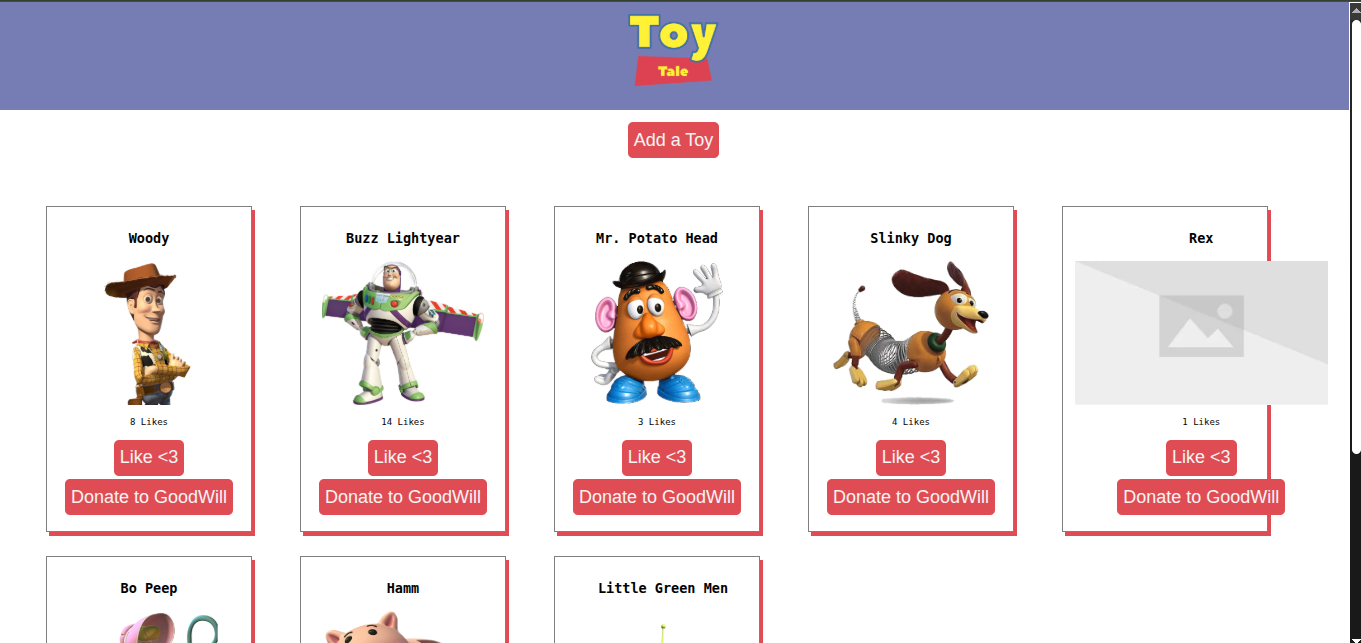 Toy
Tale
Add a Toy
Woody
8 Likes
Like <3
Donate to GoodWill
Buzz Lightyear
14 Likes
Like <3
Donate to GoodWill
Mr. Potato Head
3 Likes
Like <3
Donate to GoodWill
Slinky Dog
4 Likes
Like <3
Donate to GoodWill
Rex
1 Likes
Like <3
Donate to GoodWill
Bo Peep
Hamm
Little Green Men